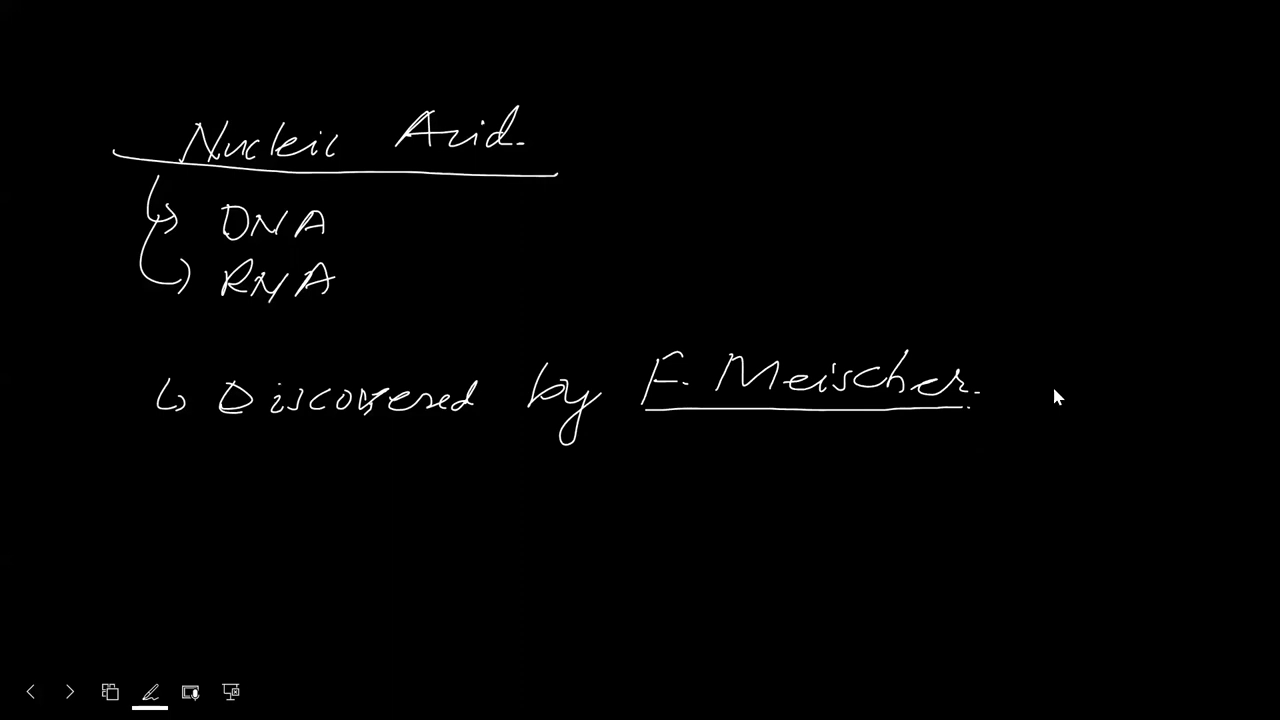 Nucleic Acid.
↳ DNA
↳ RNA
↳ Discovered by F. Meischer.